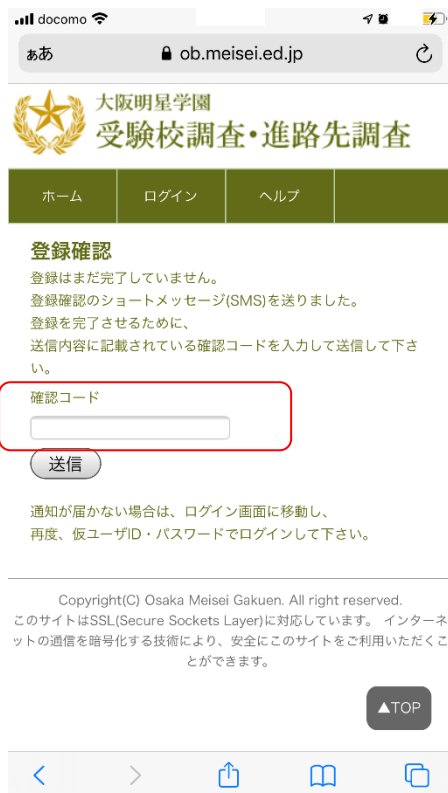 docomo
ああ ob.meisei.ed.jp
大阪明星学園
受験校調査・進路先調査
ホーム ログイン ヘルプ
登録確認
登録はまだ完了していません。
登録確認のショートメッセージ(SMS)を送りました。
登録を完了させるために、
送信内容に記載されている確認コードを入力して送信して下さ
い。
確認コード
送信
通知が届かない場合は、ログイン画面に移動し、
再度、仮ユーザID・パスワードでログインして下さい。
Copyright(C) Osaka Meisei Gakuen. All right reserved.
このサイトはSSL(Secure Sockets Layer)に対応しています。 インターネ
ットの通信を暗号化する技術により、安全にこのサイトをご利用いただくこ
とができます。
▲TOP